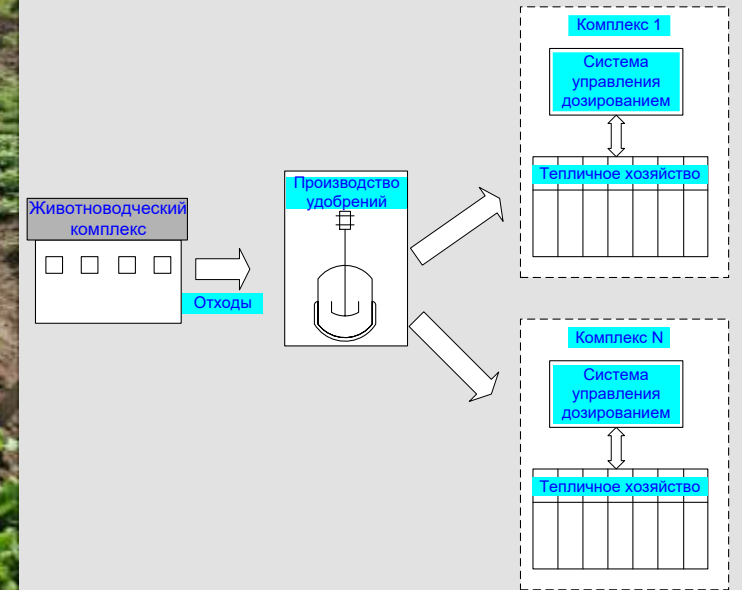 Животноводческий
комплекс
Отходы
Производство
удобрений
Комплекс 1
Система
управления
дозированием
Тепличное хозяйство
Комплекс N
Система
управления
дозированием
Тепличное хозяйство